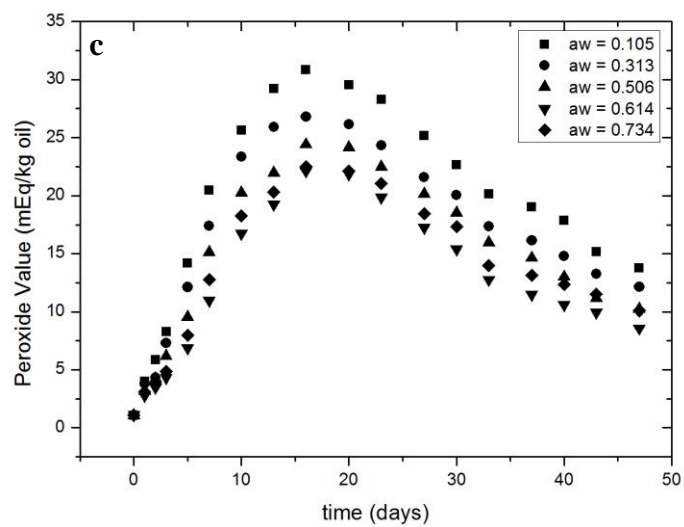 c
aw = 0.105
aw = 0.313
aw = 0.506
aw = 0.614
aw = 0.734
Peroxide Value (mEq/kg oil)
35
30
25
20
15
10
5
0
0 10 20 30 40 50
time (days)